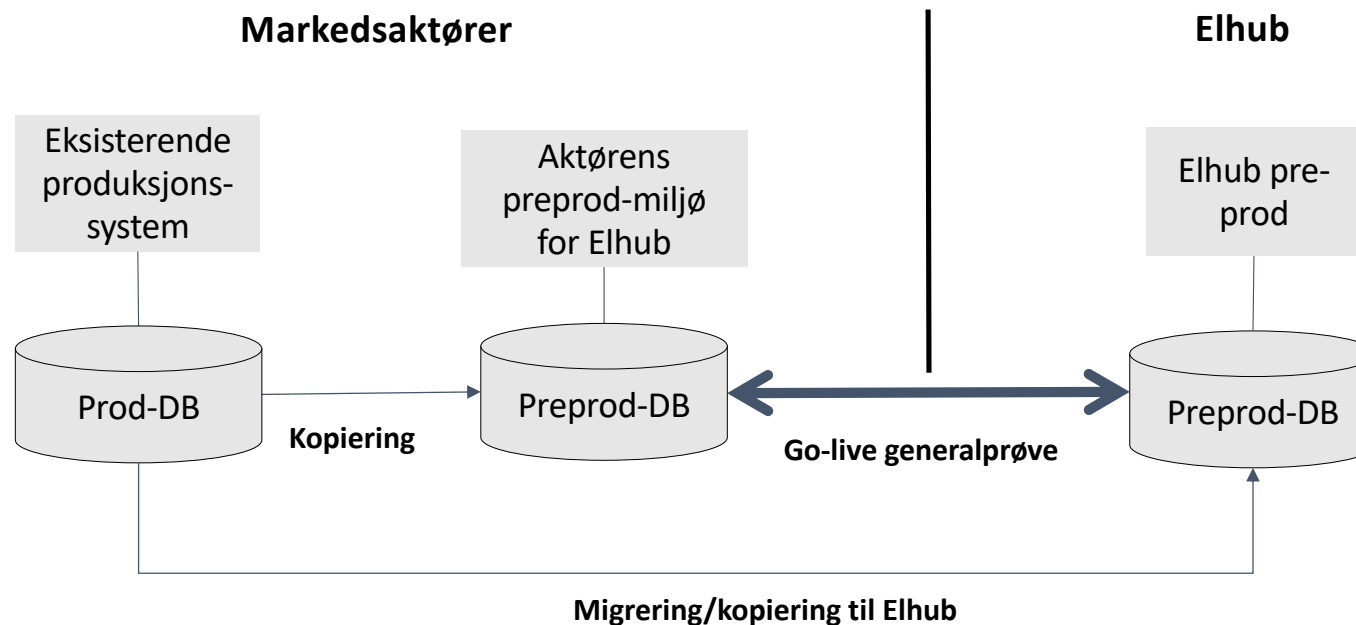 Markedsaktører
Elhub
Eksisterende
produksjons-
system
Aktørens
preprod-miljø
for Elhub
Elhub pre-
prod
Prod-DB
Kopiering
Preprod-DB
Go-live generalprøve
Preprod-DB
Migrering/kopiering til Elhub